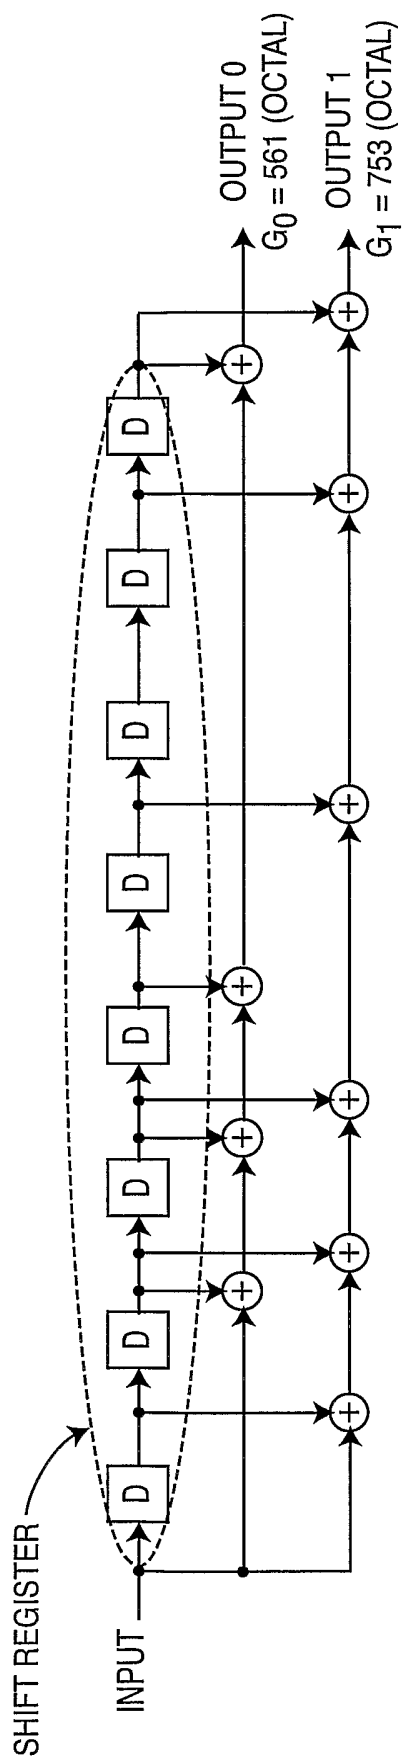 SHIFT REGISTER
INPUT
D
D
D
D
D
D
D
D
+
+
+
+
OUTPUT 0
G0 = 561 (OCTAL)
+
+
+
+
+
+
OUTPUT 1
G1 = 753 (OCTAL)